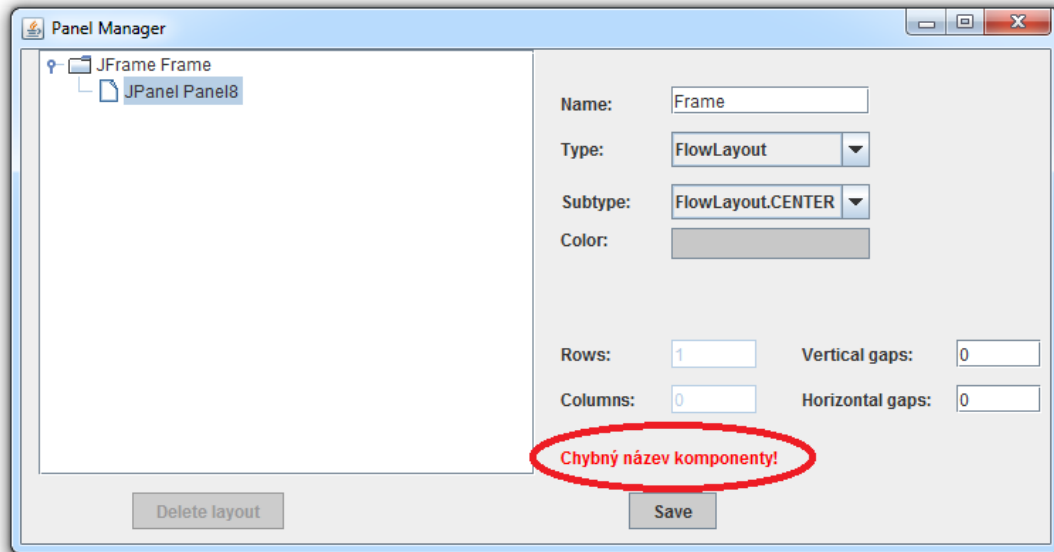 Panel Manager
JFrame Frame
JPanel Panel8
Name: Frame
Type: FlowLayout
Subtype: FlowLayout.CENTER
Color:
Rows: 1 Vertical gaps: 0
Columns: 0 Horizontal gaps: 0
Chybný název komponenty!
Delete layout Save